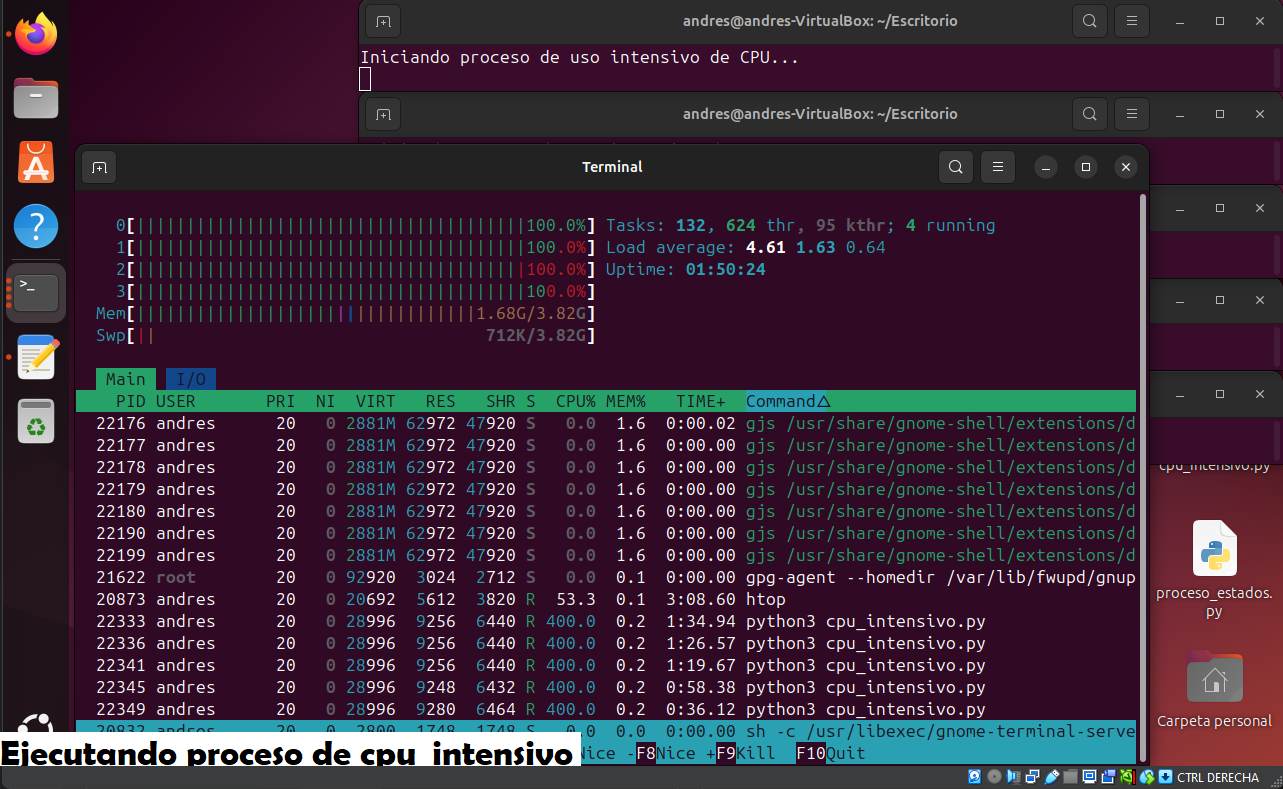 andres@andres-VirtualBox: ~/Escritorio
Iniciando proceso de uso intensivo de CPU...
andres@andres-VirtualBox: ~/Escritorio
Terminal
0[100.0%] Tasks: 132, 624 thr, 95 kthr; 4 running
1[100.0%] Load average: 4.61 1.63 0.64
2[100.0%] Uptime: 01:50:24
3[100.0%]
Mem[1.68G/3.82G]
Swp[712K/3.82G]
Main I/O
PID USER PRI NI VIRT RES SHR S CPU% MEM% TIME+ Command△
22176 andres 20 0 2881M 62972 47920 S 0.0 1.6 0:00.02 gjs /usr/share/gnome-shell/extensions/d
22177 andres 20 0 2881M 62972 47920 S 0.0 1.6 0:00.00 gjs /usr/share/gnome-shell/extensions/d
22178 andres 20 0 2881M 62972 47920 S 0.0 1.6 0:00.00 gjs /usr/share/gnome-shell/extensions/d
22179 andres 20 0 2881M 62972 47920 S 0.0 1.6 0:00.00 gjs /usr/share/gnome-shell/extensions/d
22180 andres 20 0 2881M 62972 47920 S 0.0 1.6 0:00.00 gjs /usr/share/gnome-shell/extensions/d
22190 andres 20 0 2881M 62972 47920 S 0.0 1.6 0:00.00 gjs /usr/share/gnome-shell/extensions/d
22199 andres 20 0 2881M 62972 47920 S 0.0 1.6 0:00.00 gjs /usr/share/gnome-shell/extensions/d
21622 root 20 0 92920 3024 2712 S 0.0 0.1 0:00.00 gpg-agent --homedir /var/lib/fwupd/gnup
20873 andres 20 0 20692 5612 3820 R 53.3 0.1 3:08.60 htop
22333 andres 20 0 28996 9256 6440 R 400.0 0.2 1:34.94 python3 cpu_intensivo.py
22336 andres 20 0 28996 9256 6440 R 400.0 0.2 1:26.57 python3 cpu_intensivo.py
22341 andres 20 0 28996 9256 6440 R 400.0 0.2 1:19.67 python3 cpu_intensivo.py
22345 andres 20 0 28996 9248 6432 R 400.0 0.2 0:58.38 python3 cpu_intensivo.py
22349 andres 20 0 28996 9280 6464 R 400.0 0.2 0:36.12 python3 cpu_intensivo.py
20832 andres 20 0 2800 1748 1748 S 0.0 0.0 0:00.00 sh -c /usr/libexec/gnome-terminal-serve
Nice -F8Nice +F9Kill F10Quit
cpu_intensivo.py
proceso_estados.
py
Carpeta personal
Ejecutando proceso de cpu_intensivo
CTRL DERECHA